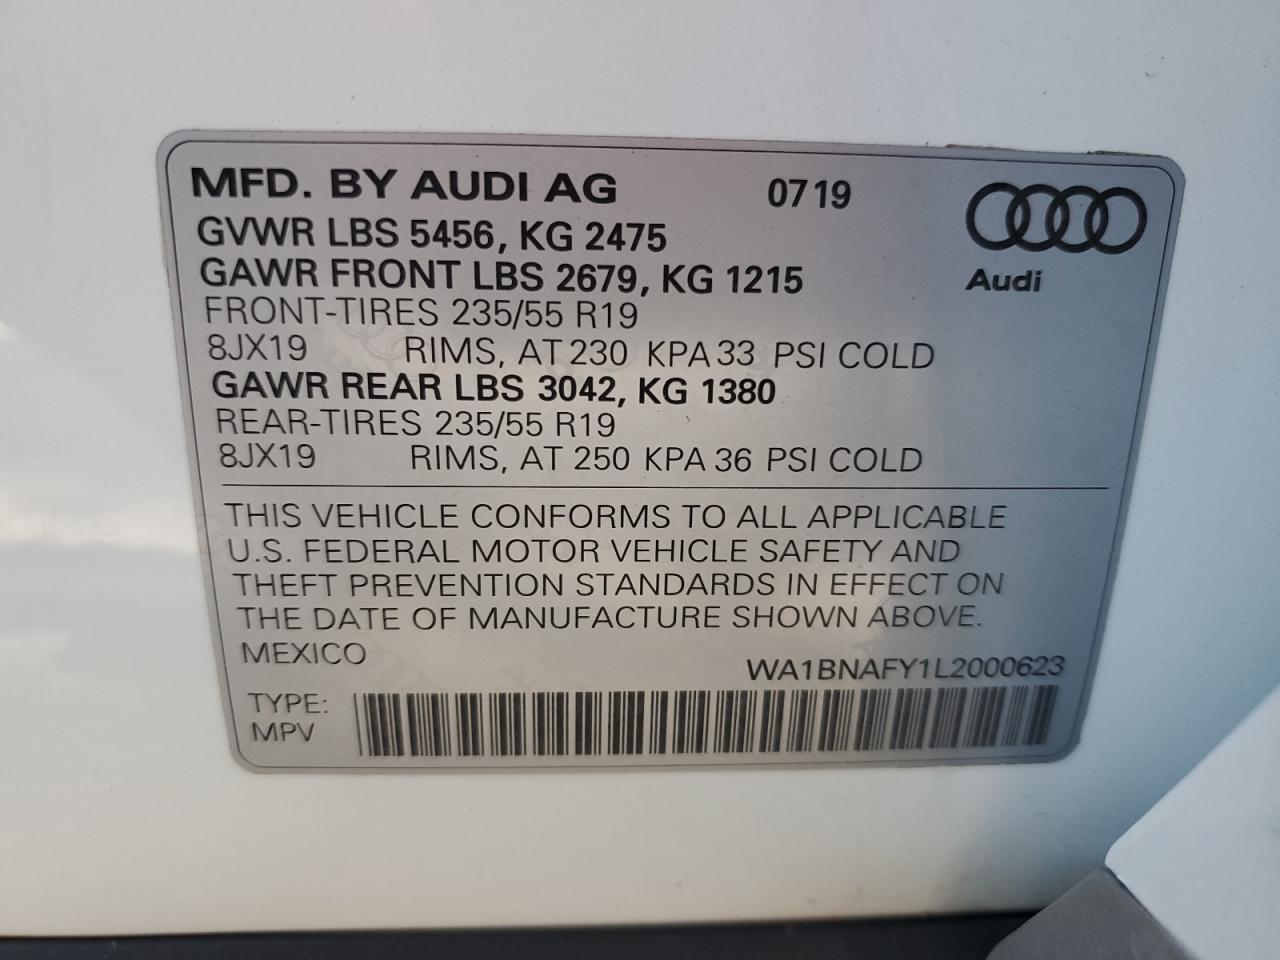 MFD. BY AUDI AG 0719
GVWR LBS 5456, KG 2475
GAWR FRONT LBS 2679, KG 1215
Audi
FRONT-TIRES 235/55 R19
8JX19 RIMS, AT 230 KPA 33 PSI COLD
GAWR REAR LBS 3042, KG 1380
REAR-TIRES 235/55 R19
8JX19 RIMS, AT 250 KPA 36 PSI COLD
THIS VEHICLE CONFORMS TO ALL APPLICABLE
U.S. FEDERAL MOTOR VEHICLE SAFETY AND
THEFT PREVENTION STANDARDS IN EFFECT ON
THE DATE OF MANUFACTURE SHOWN ABOVE.
MEXICO
WA1BNAFY1L2000623
TYPE:
MPV